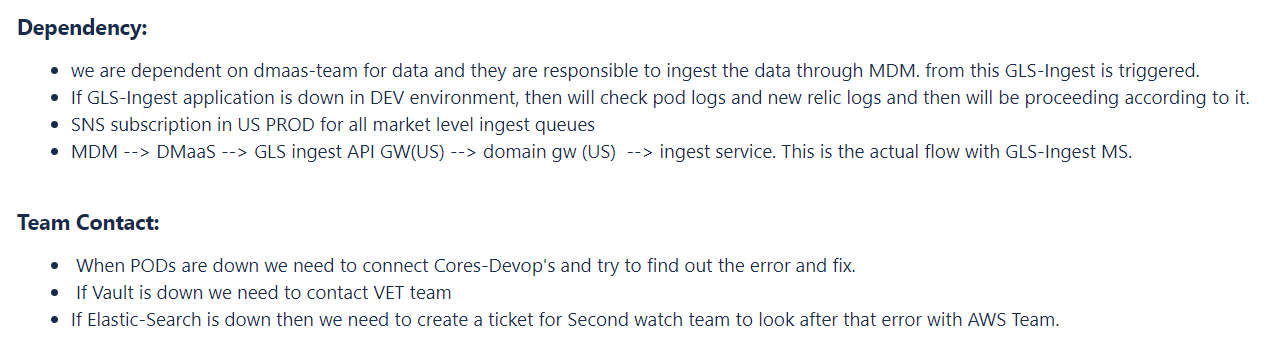 Dependency:
• we are dependent on dmaas-team for data and they are responsible to ingest the data through MDM. from this GLS-Ingest is triggered.
• If GLS-Ingest application is down in DEV environment, then will check pod logs and new relic logs and then will be proceeding according to it.
• SNS subscription in US PROD for all market level ingest queues
• MDM --> DMaaS --> GLS ingest API GW(US) --> domain gw (US)  --> ingest service. This is the actual flow with GLS-Ingest MS.
Team Contact:
• When PODs are down we need to connect Cores-Devop's and try to find out the error and fix.
• If Vault is down we need to contact VET team
• If Elastic-Search is down then we need to create a ticket for Second watch team to look after that error with AWS Team.